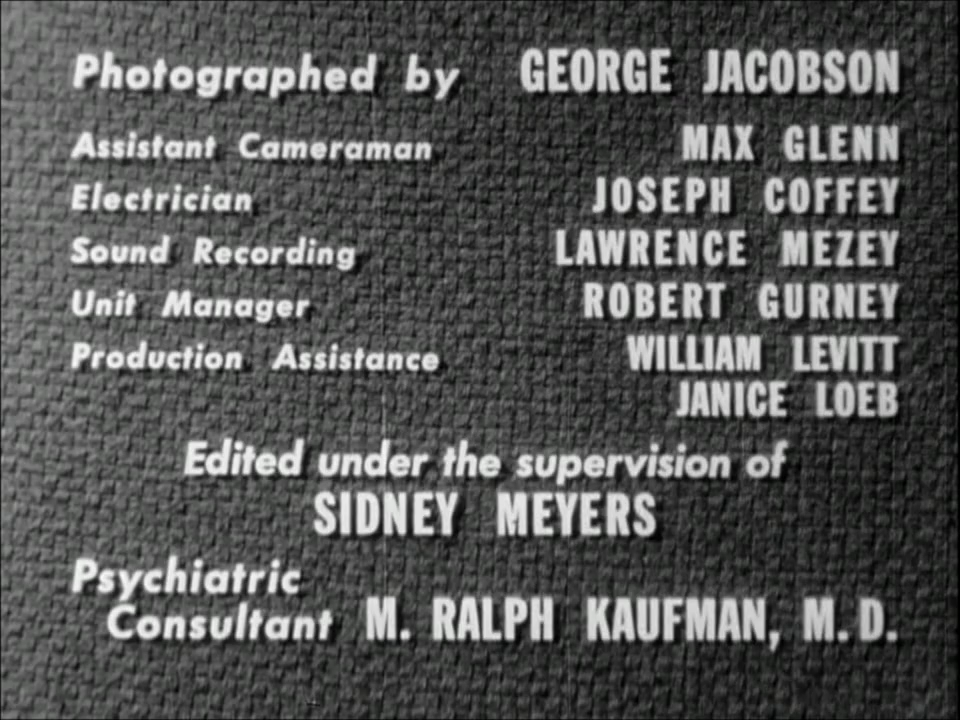 Photographed by GEORGE JACOBSON
Assistant Cameraman MAX GLENN
Electrician JOSEPH COFFEY
Sound Recording LAWRENCE MEZEY
Unit Manager ROBERT GURNEY
Production Assistance WILLIAM LEVITT
JANICE LOEB
Edited under the supervision of
SIDNEY MEYERS
Psychiatric
Consultant M. RALPH KAUFMAN, M.D.